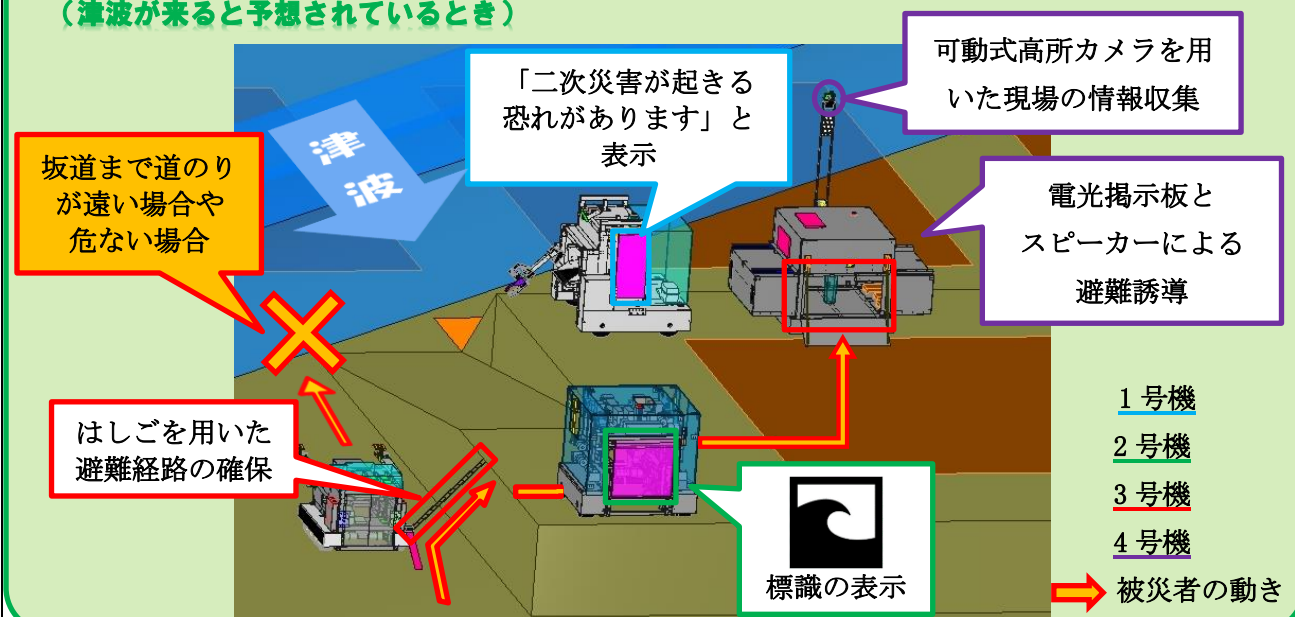 （津波が来ると予想されているとき）
可動式高所カメラを用
いた現場の情報収集
「二次災害が起きる
恐れがあります」と
表示
津
波
坂道まで道のり
が遠い場合や
危ない場合
電光掲示板と
スピーカーによる
避難誘導
はしごを用いた
避難経路の確保
1号機
2号機
3号機
4号機
標識の表示
被災者の動き